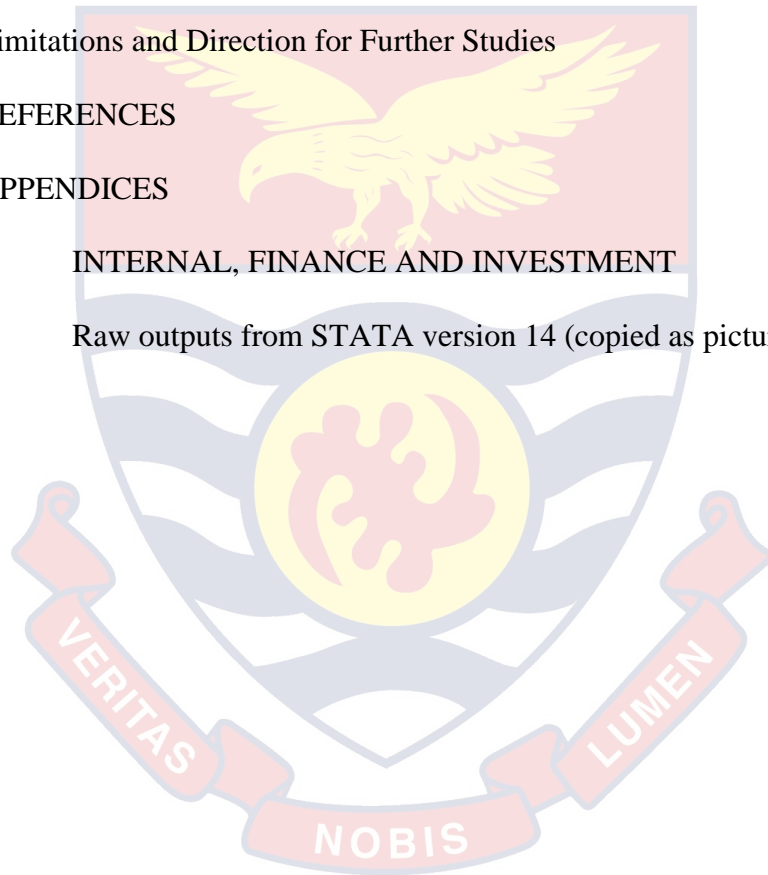 imitations and Direction for Further Studies
EFERENCES
PPENDICES
INTERNAL, FINANCE AND INVESTMENT
Raw outputs from STATA version 14 (copied as pictu
VERITAS
NOBIS
LUMEN